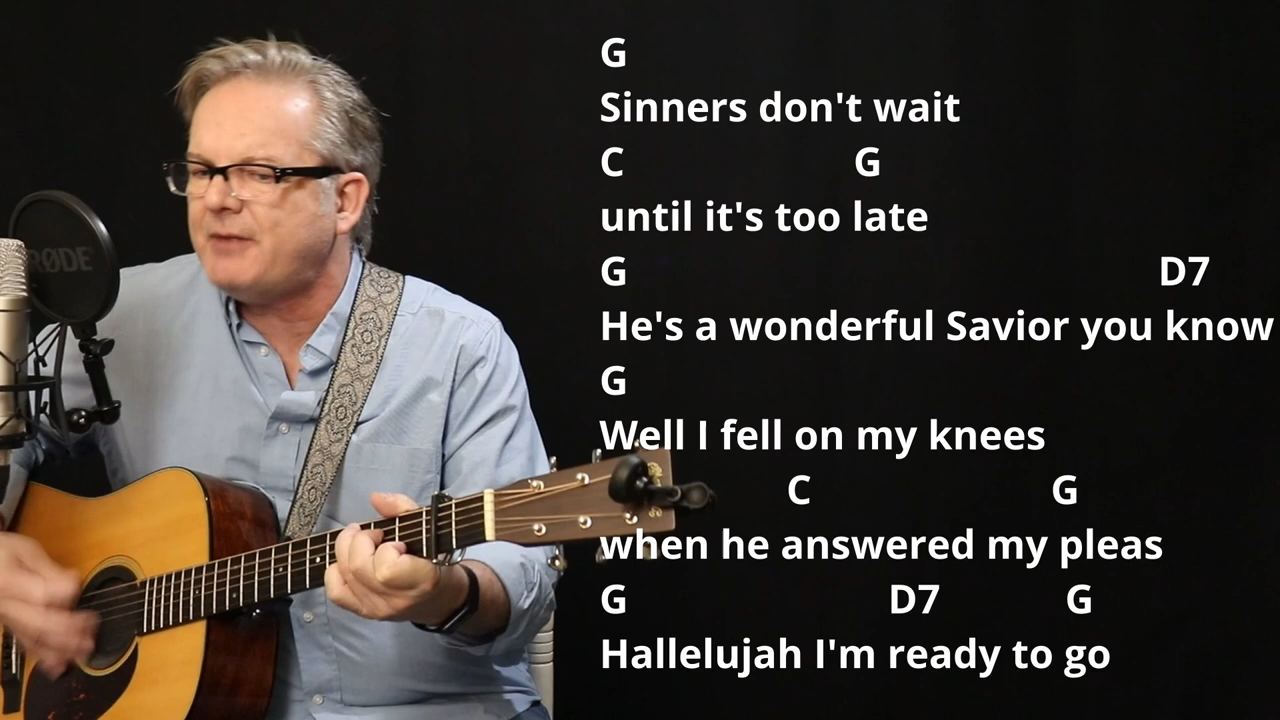 G
Sinners don't wait
C G
until it's too late
G D7
He's a wonderful Savior you know
G
Well I fell on my knees
C G
when he answered my pleas
G D7 G
Hallelujah I'm ready to go
RØDE